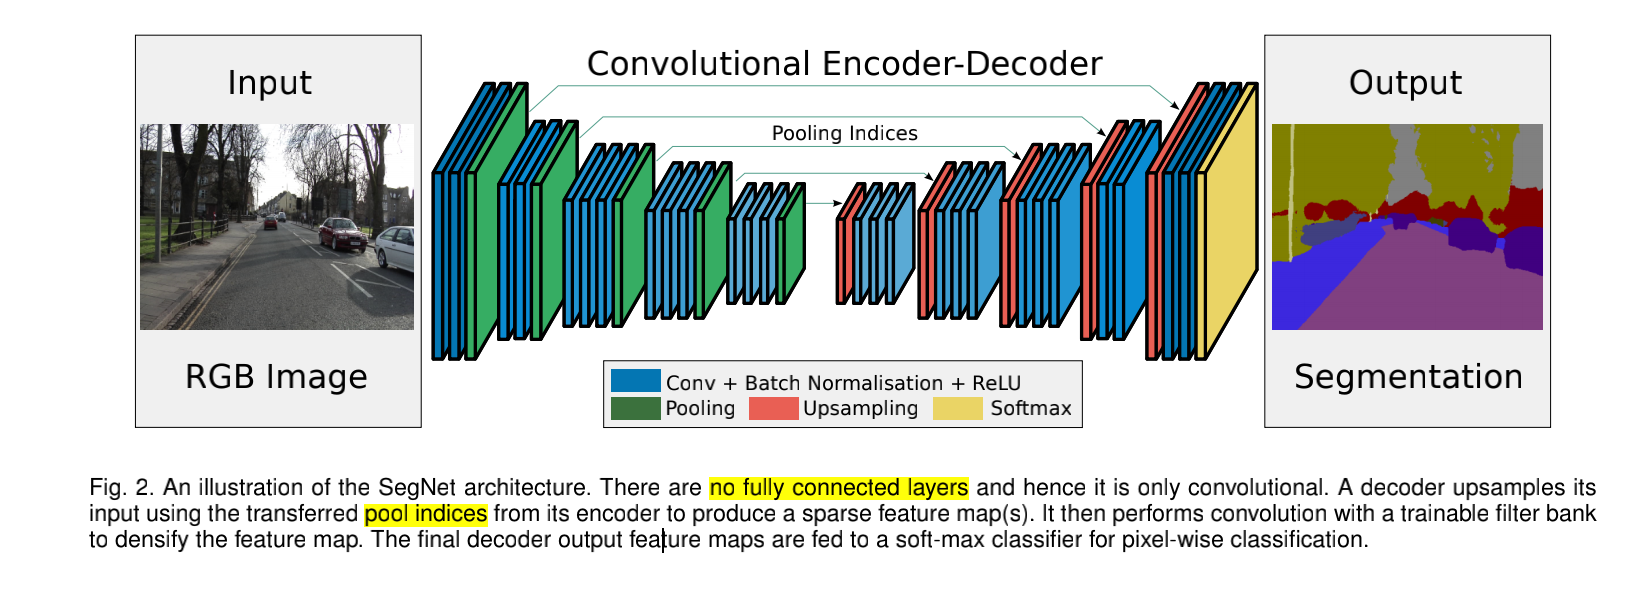 Convolutional Encoder-Decoder
Input
Output
Pooling Indices
RGB Image
Segmentation
Conv + Batch Normalisation + ReLU
Pooling Upsampling Softmax
Fig. 2. An illustration of the SegNet architecture. There are no fully connected layers and hence it is only convolutional. A decoder upsamples its
input using the transferred pool indices from its encoder to produce a sparse feature map(s). It then performs convolution with a trainable filter bank
to densify the feature map. The final decoder output feature maps are fed to a soft-max classifier for pixel-wise classification.